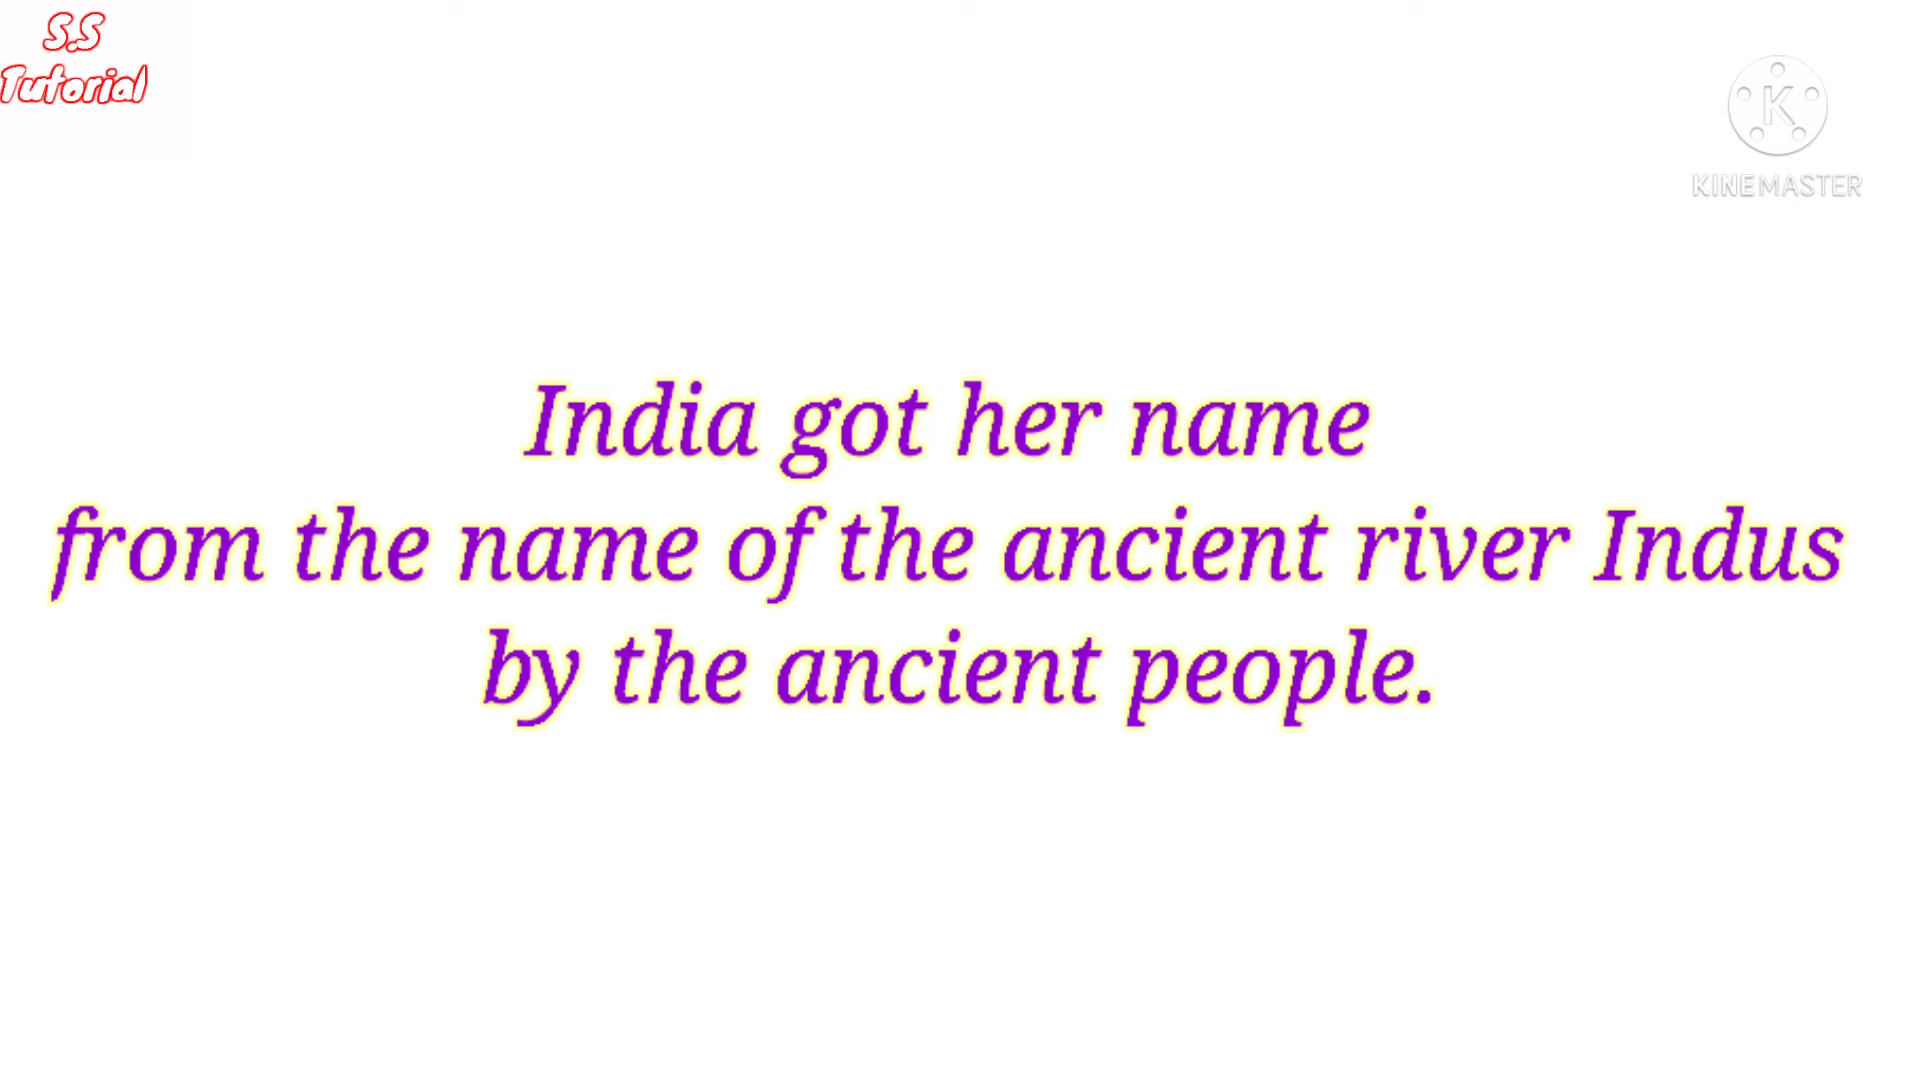 S.S
Tutorial
K
KINEMASTER
India got her name
from the name of the ancient river Indus
by the ancient people.